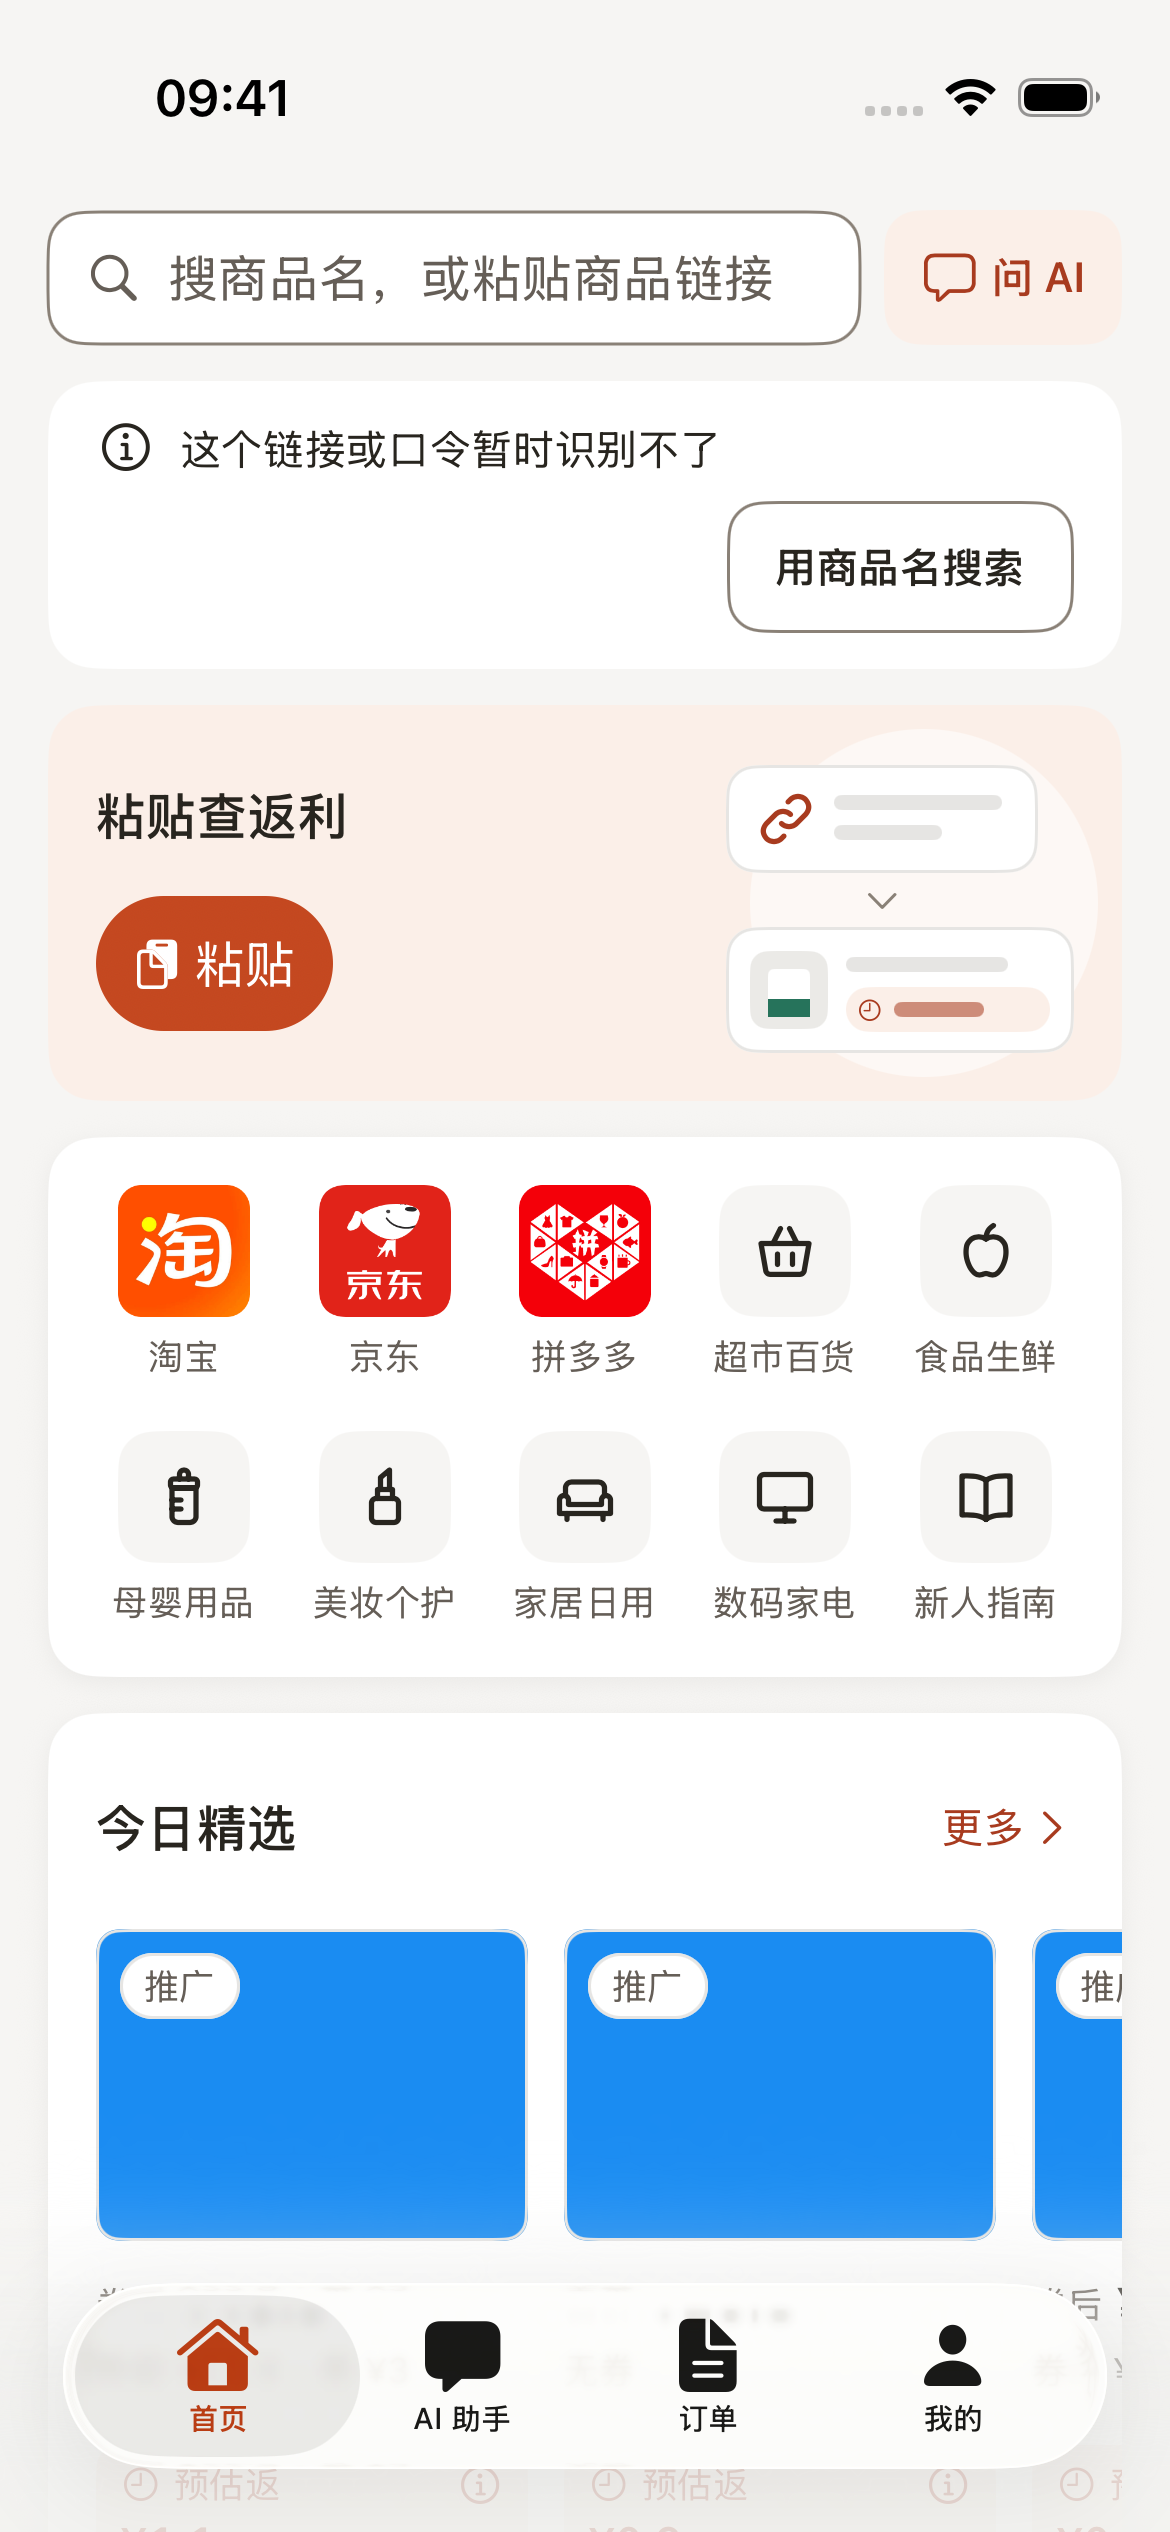 09:41
搜商品名，或粘贴商品链接
问 AI
这个链接或口令暂时识别不了
用商品名搜索
粘贴查返利
粘贴
淘
京东
拼
淘宝
京东
拼多多
超市百货
食品生鲜
母婴用品
美妆个护
家居日用
数码家电
新人指南
今日精选
更多
推广
推广
推广
后
首页
AI 助手
订单
我的
预估返
预估返